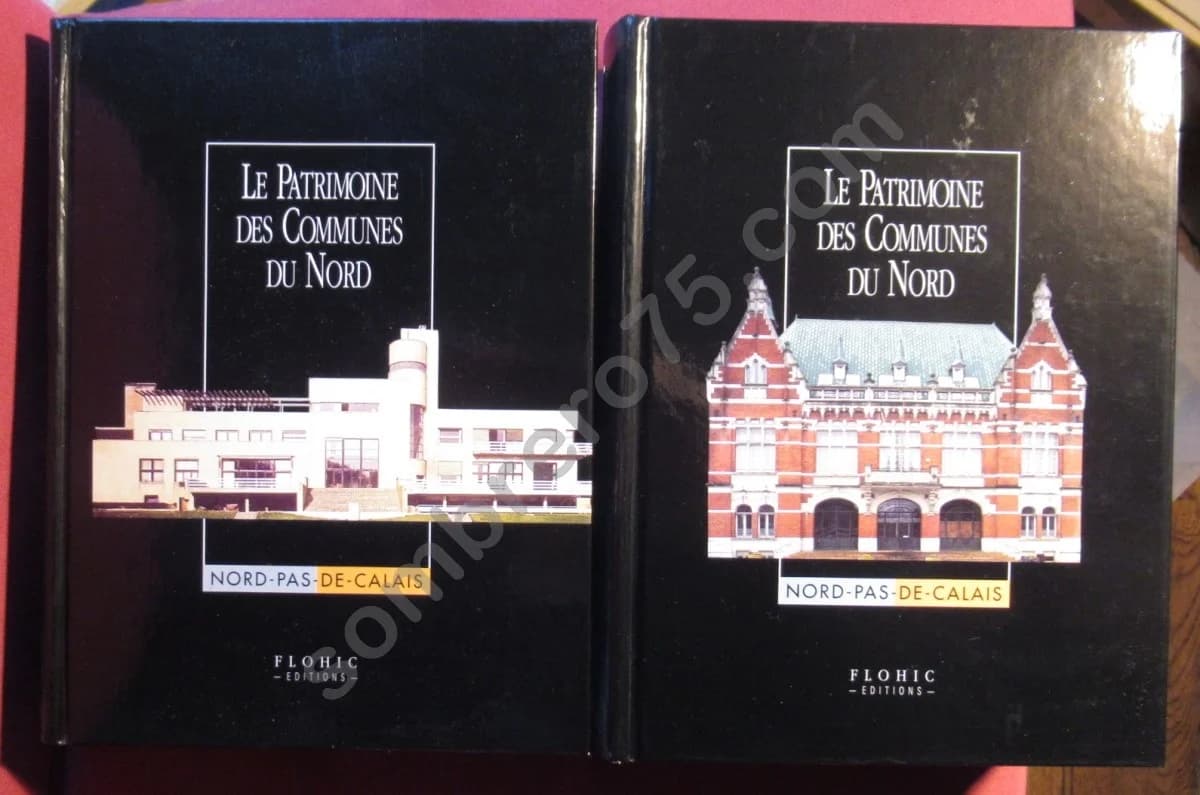 LE PATRIMOINE
DES COMMUNES
DU NORD
NORD-PAS-DE-CALAIS
FLOHIC
-EDITIONS-
LE PATRIMOINE
DES COMMUNES
DU NORD
NORD-PAS-DE-CALAIS
FLOHIC
-EDITIONS-
sombrero75.com